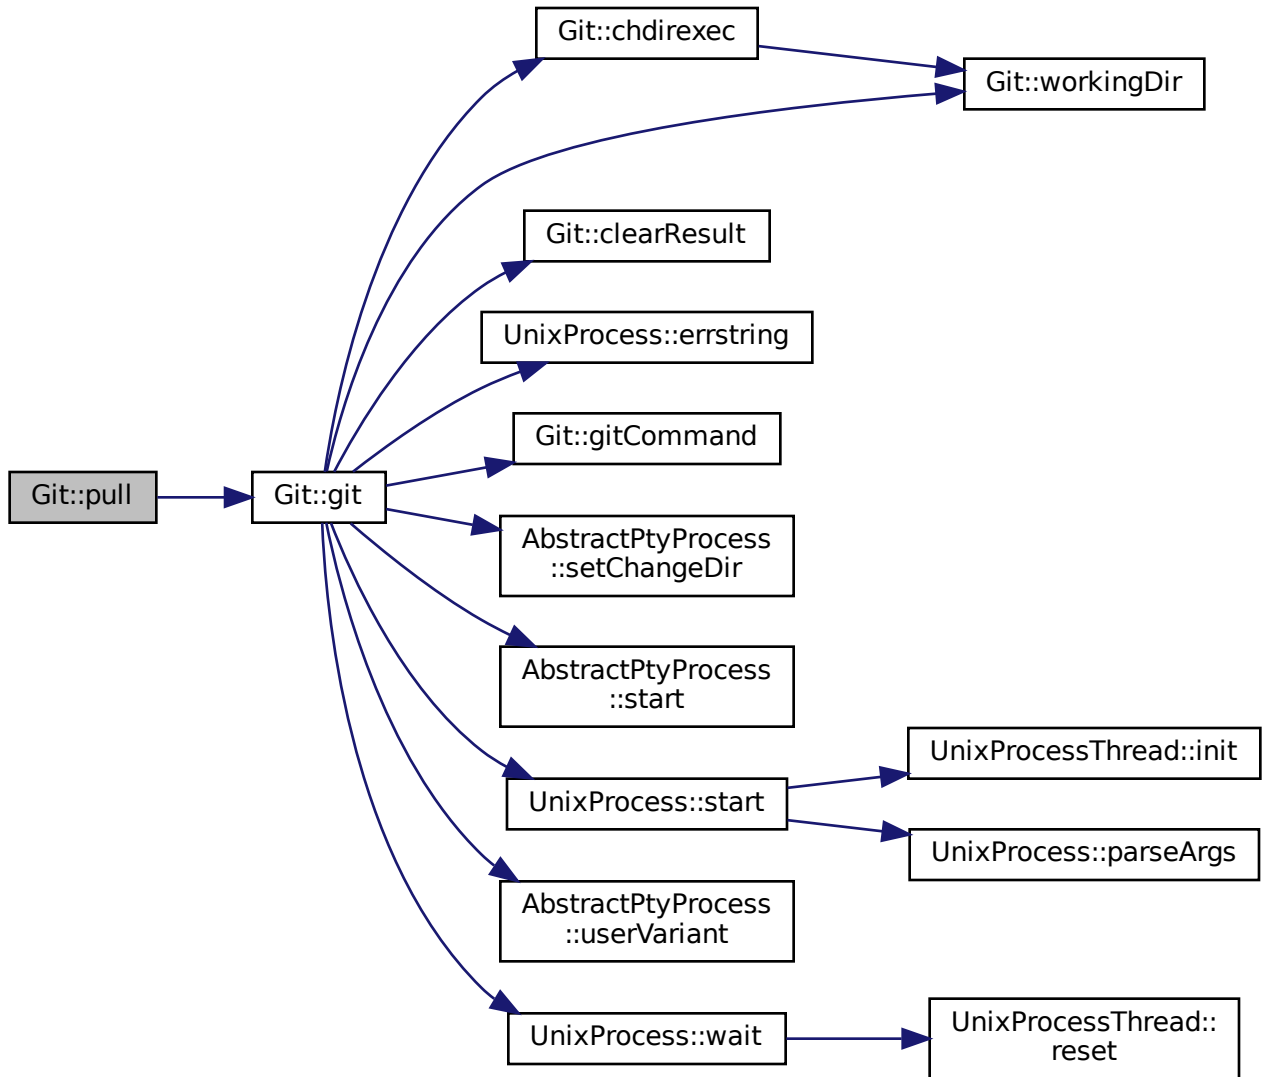 Git::chdirexec
Git::workingDir
Git::clearResult
UnixProcess::errstring
Git::gitCommand
Git::pull
Git::git
AbstractPtyProcess
::setChangeDir
AbstractPtyProcess
::start
UnixProcessThread::init
UnixProcess::start
UnixProcess::parseArgs
AbstractPtyProcess
::userVariant
UnixProcess::wait
UnixProcessThread::
reset